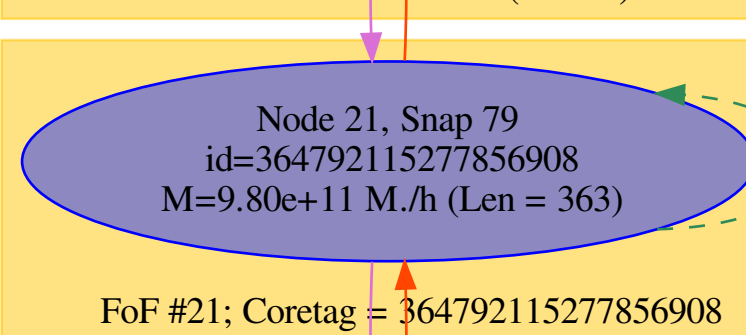 Node 21, Snap 79
id=364792115277856908
M=9.80e+11 M./h (Len = 363)
FoF #21; Coretag = 364792115277856908